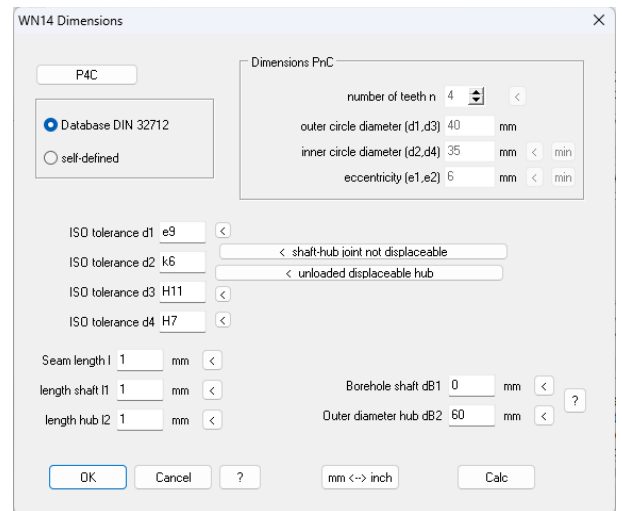 WN14 Dimensions
P4C
Database DIN 32712
self-defined
Dimensions PnC
number of teeth n 4 <
outer circle diameter (d1,d3) 40 mm
inner circle diameter (d2,d4) 35 mm < min
eccentricity (e1,e2) 6 mm < min
ISO tolerance d1 e9 <
ISO tolerance d2 k6
ISO tolerance d3 H11 <
ISO tolerance d4 H7 <
< shaft-hub joint not displaceable
< unloaded displaceable hub
Seam length l 1 mm <
length shaft l1 1 mm <
length hub l2 1 mm <
Borehole shaft dB1 0 mm <
Outer diameter hub dB2 60 mm <
?
OK Cancel ? mm <--> inch Calc